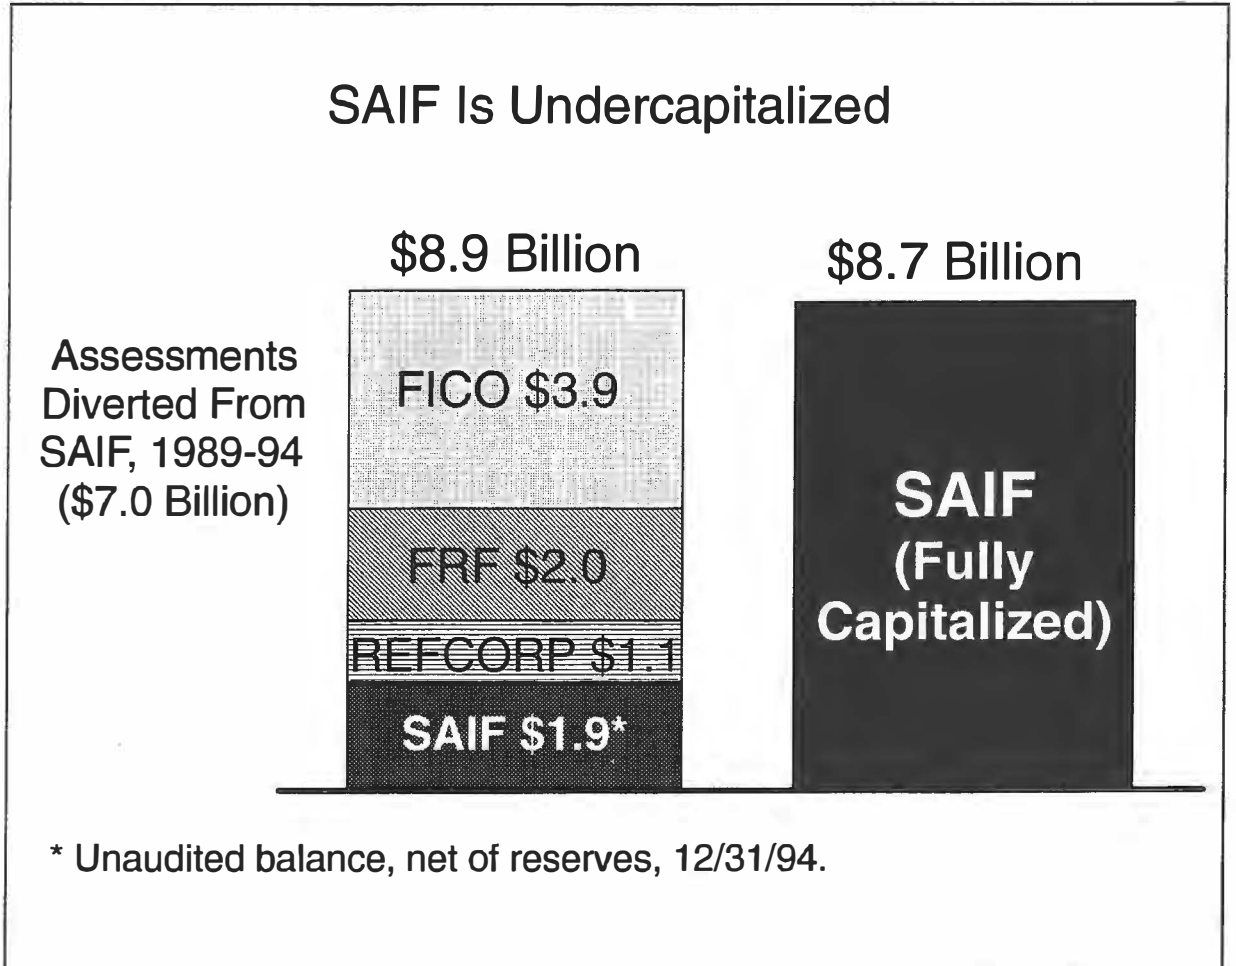 SAIF Is Undercapitalized
$8.9 Billion
$8.7 Billion
Assessments
Diverted From
SAIF, 1989-94
($7.0 Billion)
FICO $3.9
FRF $2.0
REFCORP $1.1
SAIF $1.9*
SAIF
(Fully
Capitalized)
* Unaudited balance, net of reserves, 12/31/94.